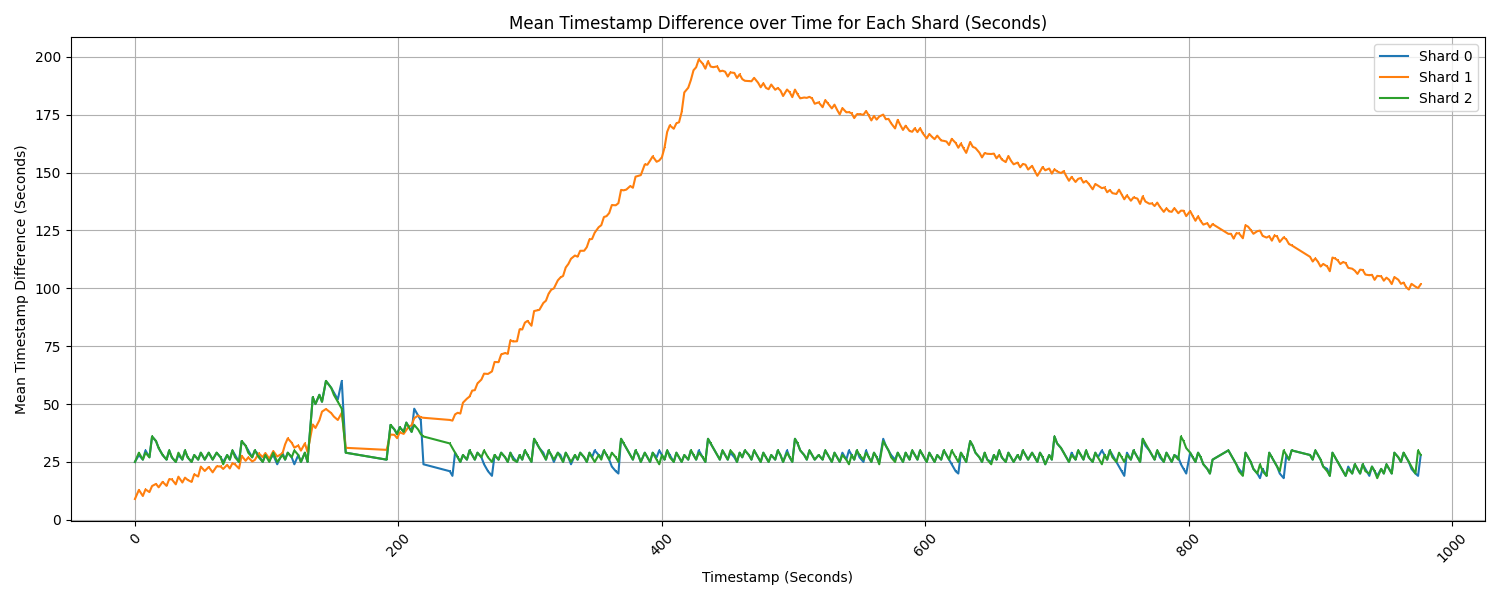 Mean Timestamp Difference over Time for Each Shard (Seconds)
Mean Timestamp Difference (Seconds)
200
175
150
125
100
75
50
25
0
Shard 0
Shard 1
Shard 2
0
200
400
600
800
1000
Timestamp (Seconds)